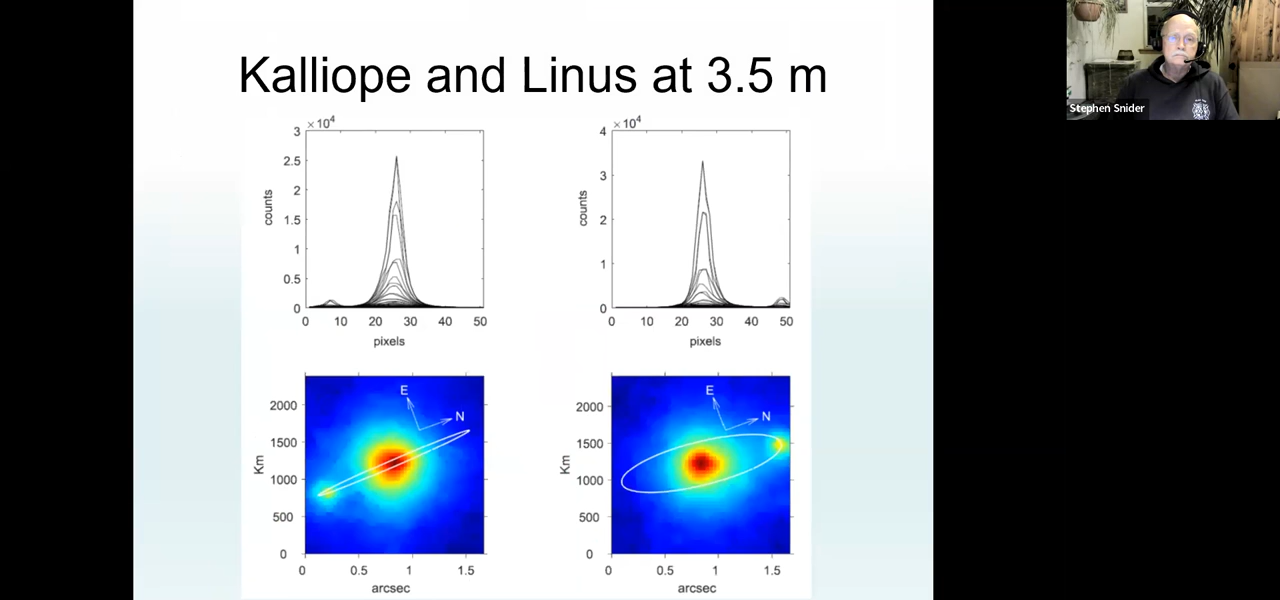 Kalliope and Linus at 3.5 m
Stephen Snider
×10⁴
3
2.5
2
1.5
1
0.5
0
counts
0 10 20 30 40 50
pixels
×10⁴
4
3
2
1
0
counts
0 10 20 30 40 50
pixels
E
N
2000
1500
1000
500
0
Km
0 0.5 1 1.5
arcsec
E
N
2000
1500
1000
500
0
Km
0 0.5 1 1.5
arcsec